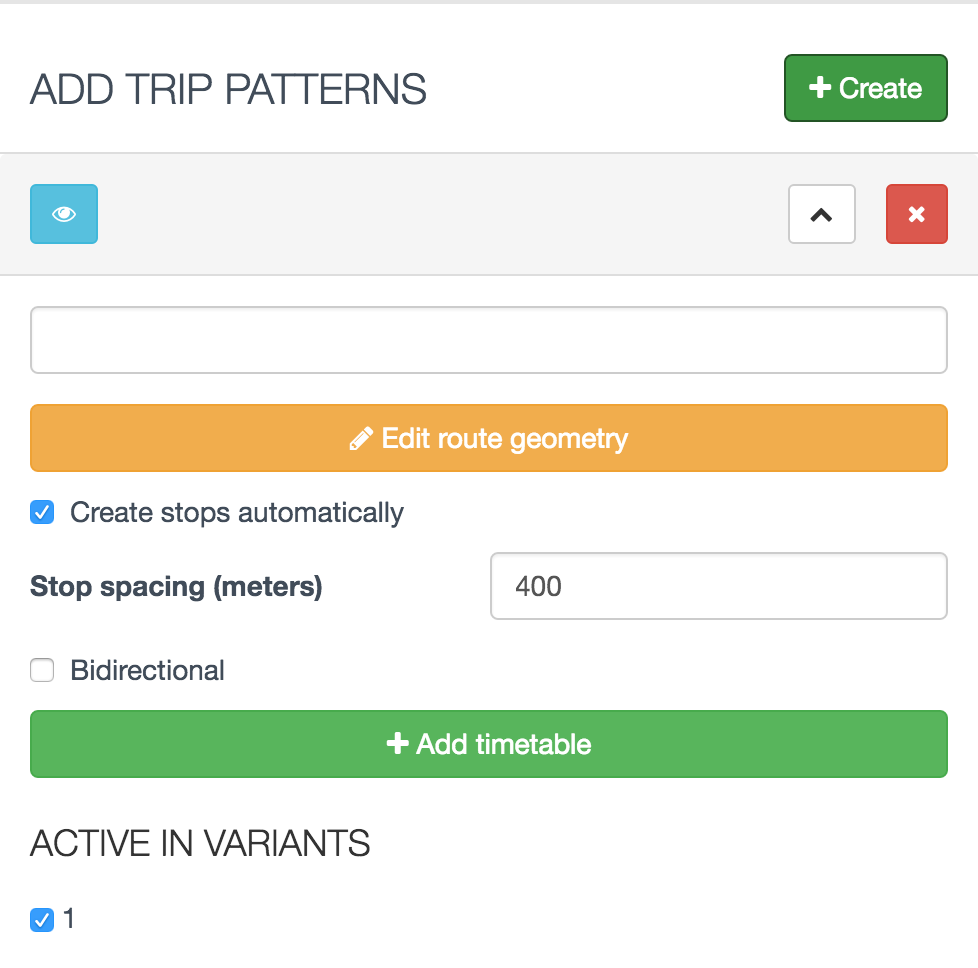 ADD TRIP PATTERNS
Create
Edit route geometry
Create stops automatically
Stop spacing (meters)
400
Bidirectional
Add timetable
ACTIVE IN VARIANTS
1